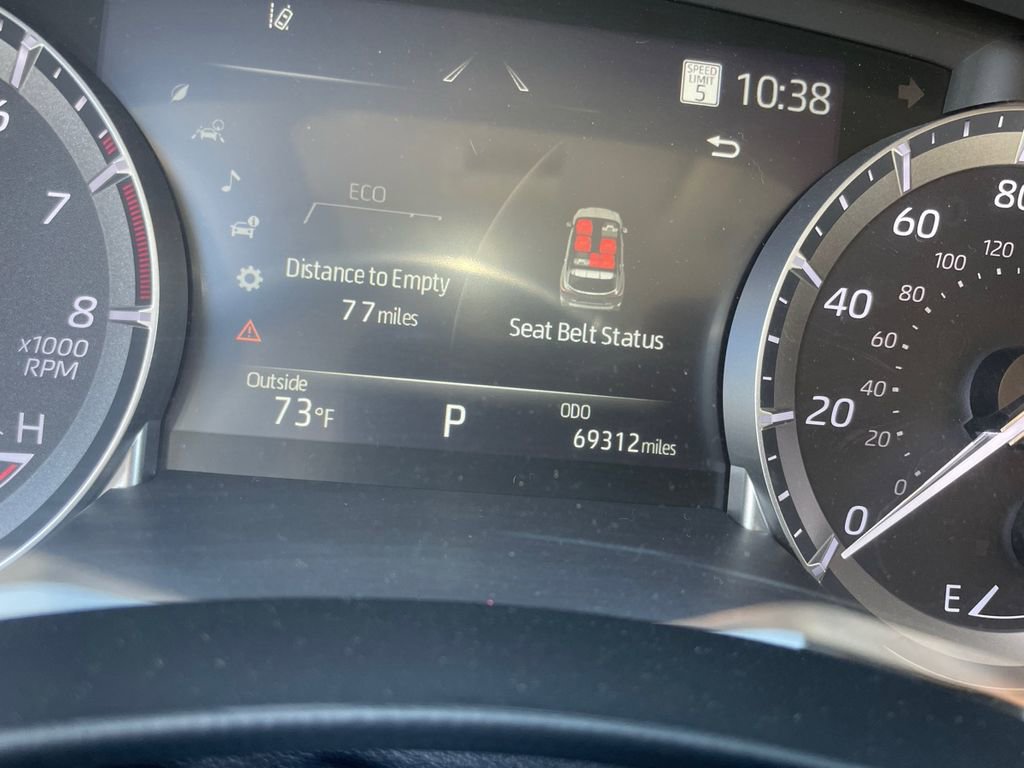 SPEED
LIMIT
5
10:38
6
7
8
x1000
RPM
H
ECO
Distance to Empty
77 miles
Seat Belt Status
Outside
73°F
P
ODO
69312 miles
80
60
40
20
0
120
100
80
60
40
20
0
E